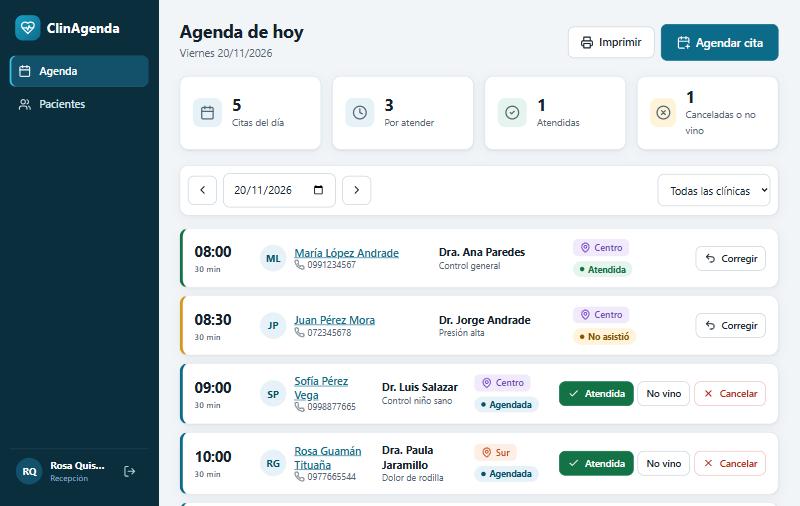 ClinAgenda
Agenda
Pacientes
RQ
Rosa Quis...
Recepción
Agenda de hoy
Viernes 20/11/2026
Imprimir
Agendar cita
5
Citas del día
3
Por atender
1
Atendidas
1
Canceladas o no
vino
20/11/2026
Todas las clínicas
08:00
30 min
ML
María López Andrade
0991234567
Dra. Ana Paredes
Control general
Centro
Atendida
Corregir
08:30
30 min
JP
Juan Pérez Mora
072345678
Dr. Jorge Andrade
Presión alta
Centro
No asistió
Corregir
09:00
30 min
SP
Sofía Pérez
Vega
0998877665
Dr. Luis Salazar
Control niño sano
Centro
Agendada
Atendida
No vino
Cancelar
10:00
30 min
RG
Rosa Guamán
Tituaña
0977665544
Dra. Paula
Jaramillo
Dolor de rodilla
Sur
Agendada
Atendida
No vino
Cancelar